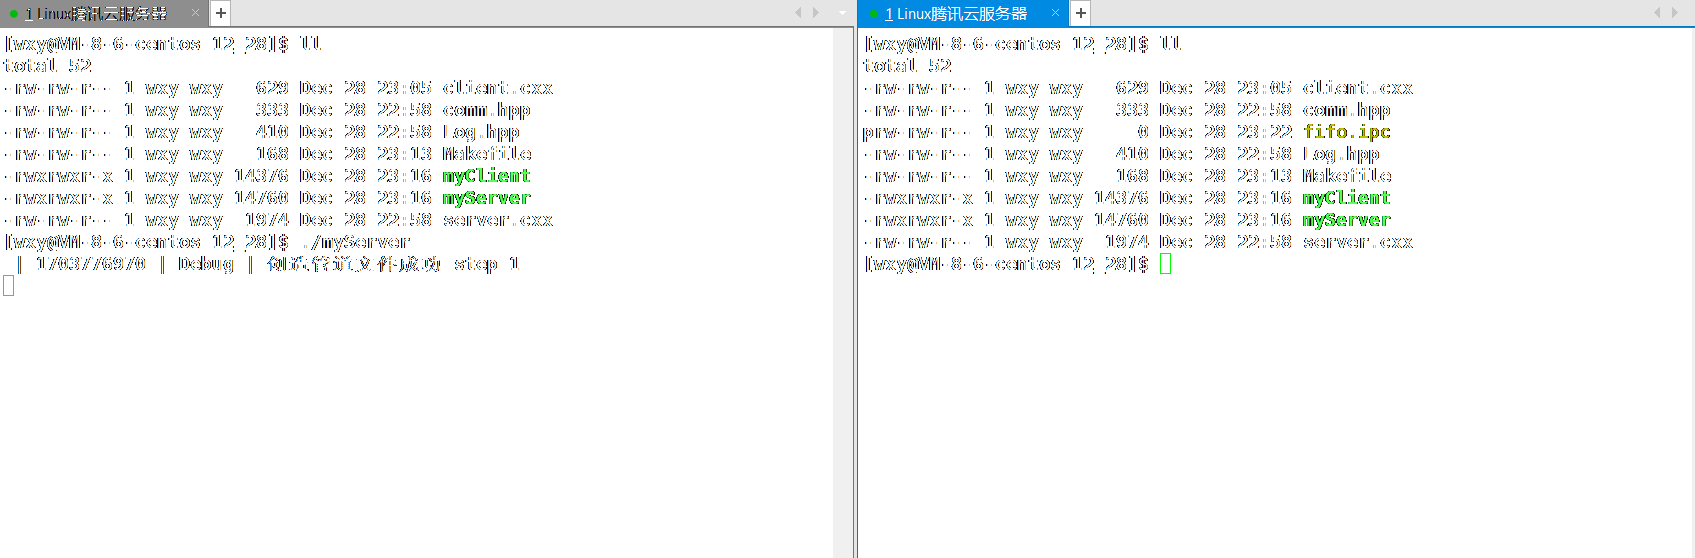 1 Linux腾讯云服务器 × +
[wxy@VM-8-6-centos 12_28]$ ll
total 52
-rw-rw-r-- 1 wxy wxy   629 Dec 28 23:05 client.cxx
-rw-rw-r-- 1 wxy wxy   333 Dec 28 22:58 comm.hpp
-rw-rw-r-- 1 wxy wxy   410 Dec 28 22:58 Log.hpp
-rw-rw-r-- 1 wxy wxy   168 Dec 28 23:13 Makefile
-rwxrwxr-x 1 wxy wxy 14376 Dec 28 23:16 myClient
-rwxrwxr-x 1 wxy wxy 14760 Dec 28 23:16 myServer
-rw-rw-r-- 1 wxy wxy  1974 Dec 28 22:58 server.cxx
[wxy@VM-8-6-centos 12_28]$ ./myServer
 | 1703776970 | Debug | 创建管道文件成功 step 1
1 Linux腾讯云服务器 × +
[wxy@VM-8-6-centos 12_28]$ ll
total 52
-rw-rw-r-- 1 wxy wxy   629 Dec 28 23:05 client.cxx
-rw-rw-r-- 1 wxy wxy   333 Dec 28 22:58 comm.hpp
prw-rw-r-- 1 wxy wxy     0 Dec 28 23:22 fifo.ipc
-rw-rw-r-- 1 wxy wxy   410 Dec 28 22:58 Log.hpp
-rw-rw-r-- 1 wxy wxy   168 Dec 28 23:13 Makefile
-rwxrwxr-x 1 wxy wxy 14376 Dec 28 23:16 myClient
-rwxrwxr-x 1 wxy wxy 14760 Dec 28 23:16 myServer
-rw-rw-r-- 1 wxy wxy  1974 Dec 28 22:58 server.cxx
[wxy@VM-8-6-centos 12_28]$